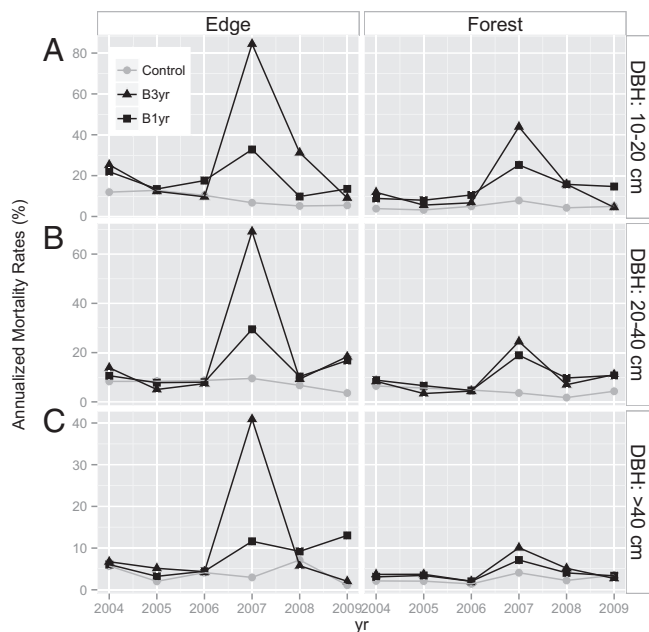 Edge Forest
A
80
60
40
20
0
Control
B3yr
B1yr
DBH: 10-20 cm
B
60
40
20
0
DBH: 20-40 cm
C
40
30
20
10
0
DBH: >40 cm
Annualized Mortality Rates (%)
2004 2005 2006 2007 2008 2009 2004 2005 2006 2007 2008 2009
yr